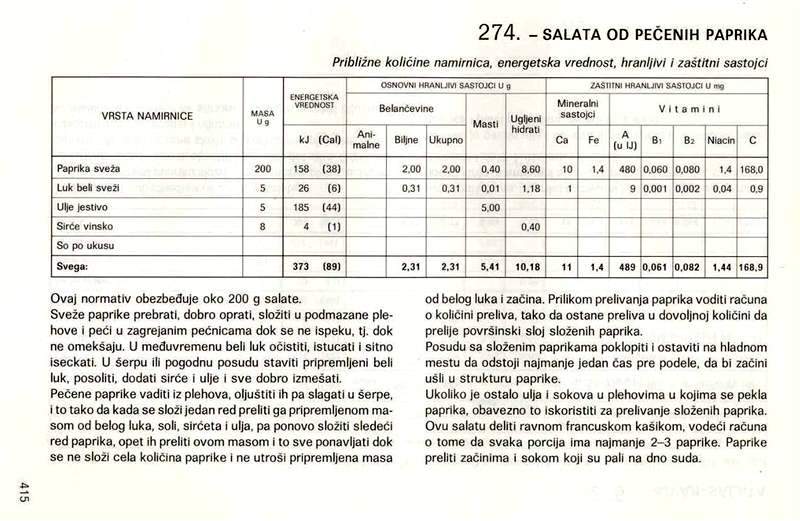 274. – SALATA OD PEČENIH PAPRIKA
Približne količine namirnica, energetska vrednost, hranljivi i zaštitni sastojci
VRSTA NAMIRNICE
MASA
U g
ENERGETSKA
VREDNOST
OSNOVNI HRANLJIVI SASTOJCI U g
ZAŠTITNI HRANLJIVI SASTOJCI U mg
Belančevine
Masti
Ugljeni
hidrati
Mineralni
sastojci
Vitamini
kJ (Cal) Ani-
malne Biljne Ukupno Ca Fe A
(u IJ) B1 B2 Niacin C
Paprika sveža 200 158 (38) 2,00 2,00 0,40 8,60 10 1,4 480 0,060 0,080 1,4 168,0
Luk beli sveži 5 26 (6) 0,31 0,31 0,01 1,18 1 9 0,001 0,002 0,04 0,9
Ulje jestivo 5 185 (44) 5,00
Sirće vinsko 8 4 (1) 0,40
So po ukusu
Svega: 373 (89) 2,31 2,31 5,41 10,18 11 1,4 489 0,061 0,082 1,44 168,9
Ovaj normativ obezbeđuje oko 200 g salate.
Sveže paprike prebrati, dobro oprati, složiti u podmazane ple-
hove i peći u zagrejanim pećnicama dok se ne ispeku, tj. dok
ne omekšaju. U međuvremenu beli luk očistiti, istucati i sitno
iseckati. U šerpu ili pogodnu posudu staviti pripremljeni beli
luk, posoliti, dodati sirće i ulje i sve dobro izmešati.
Pečene paprike vaditi iz plehova, oljuštiti ih pa slagati u šerpe,
i to tako da kada se složi jedan red preliti ga pripremljenom ma-
som od belog luka, soli, sirćeta i ulja, pa ponovo složiti sledeći
red paprika, opet ih preliti ovom masom i to sve ponavljati dok
se ne složi cela količina paprike i ne utroši pripremljena masa
od belog luka i začina. Prilikom prelivanja paprika voditi računa
o količini preliva, tako da ostane preliva u dovoljnoj količini da
prelije površinski sloj složenih paprika.
Posudu sa složenim paprikama poklopiti i ostaviti na hladnom
mestu da odstoji najmanje jedan čas pre podele, da bi začini
ušli u strukturu paprike.
Ukoliko je ostalo ulja i sokova u plehovima u kojima se pekla
paprika, obavezno to iskoristiti za prelivanje složenih paprika.
Ovu salatu deliti ravnom francuskom kašikom, vodeći računa
o tome da svaka porcija ima najmanje 2–3 paprike. Paprike
preliti začinima i sokom koji su pali na dno suda.
415